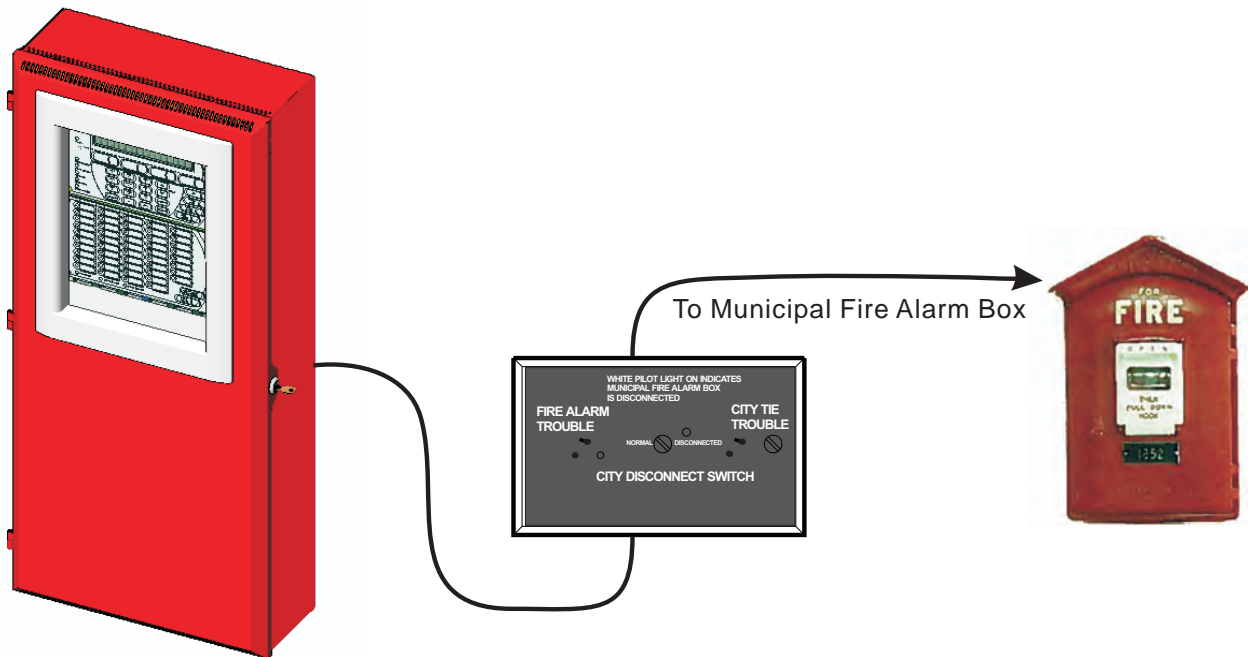 To Municipal Fire Alarm Box
WHITE PILOT LIGHT ON INDICATES
MUNICIPAL FIRE ALARM BOX
IS DISCONNECTED
FIRE ALARM
TROUBLE
CITY TIE
TROUBLE
NORMAL
DISCONNECTED
CITY DISCONNECT SWITCH
FOR
FIRE
OPEN
PULL DOWN
HOOK
1852